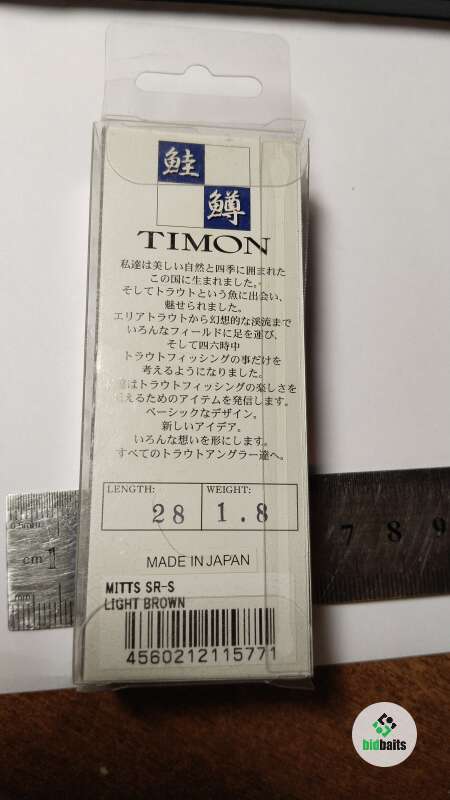 鮭
鱒
TIMON
私達は美しい自然と四季に囲まれた
この国に生まれました。
そしてトラウトという魚に出会い、
魅せられました。
エリアトラウトから幻想的な渓流まで
いろんなフィールドに足を運び、
そして四六時中
トラウトフィッシングの事だけを
考えるようになりました。
達はトラウトフィッシングの楽しさを
えるためのアイテムを発信します。
ベーシックなデザイン。
新しいアイデア。
いろんな想いを形にします。
すべてのトラウトアングラー達へ。
LENGTH: WEIGHT:
28 1.8
7 8 9
cm 1
MADE IN JAPAN
MITTS SR-S
LIGHT BROWN
4560212115771
bidbaits